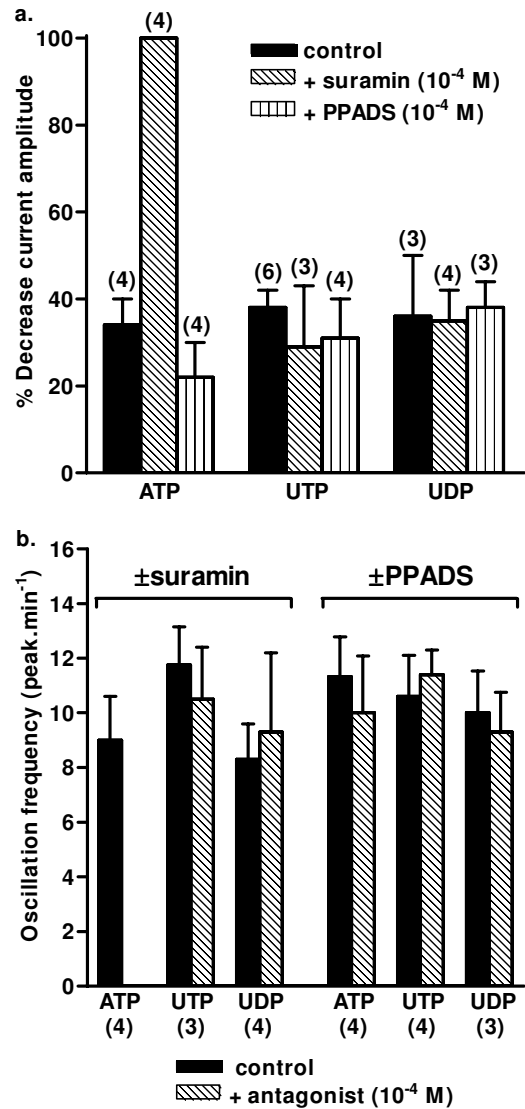 a.
(4)
100
80
60
40
20
0
% Decrease current amplitude
control
+ suramin (10⁻⁴ M)
+ PPADS (10⁻⁴ M)
(4)
(4)
(6)
(3)
(4)
(3)
(4)
(3)
ATP UTP UDP
b.
16
14
12
10
8
6
4
2
0
Oscillation frequency (peak.min⁻¹)
±suramin ±PPADS
ATP UTP UDP ATP UTP UDP
(4) (3) (4) (4) (4) (3)
control
+ antagonist (10⁻⁴ M)